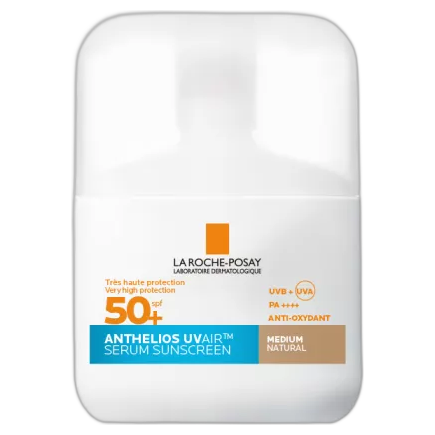 LA ROCHE-POSAY
LABORATOIRE DERMATOLOGIQUE
Très haute protection
Very high protection
50+ spf
UVB + UVA
PA ++++
ANTI-OXYDANT
ANTHELIOS UVAIR™
SERUM SUNSCREEN
MEDIUM
NATURAL